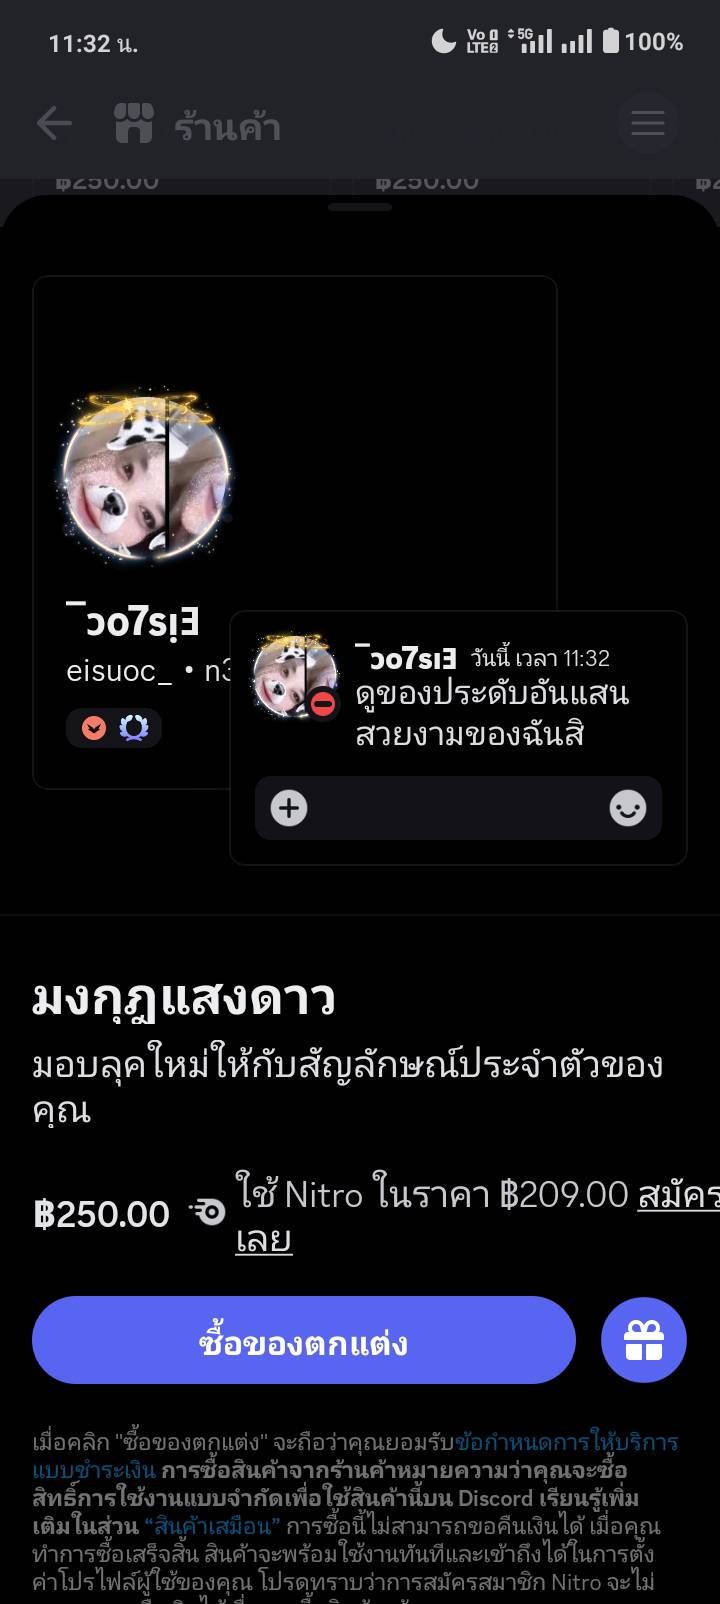 11:32 น.
Vo LTE2 5G 100%
ร้านค้า
฿250.00 ฿250.00
‾ɔo7sı̣Ǝ
eisuoc_ • n3
‾ɔo7sıƎ วันนี้ เวลา 11:32
ดูของประดับอันแสน
สวยงามของฉันสิ
มงกุฎแสงดาว
มอบลุคใหม่ให้กับสัญลักษณ์ประจำตัวของ
คุณ
฿250.00 ใช้ Nitro ในราคา ฿209.00 สมัคร
เลย
ซื้อของตกแต่ง
เมื่อคลิก "ซื้อของตกแต่ง" จะถือว่าคุณยอมรับข้อกำหนดการให้บริการ
แบบชำระเงิน การซื้อสินค้าจากร้านค้าหมายความว่าคุณจะซื้อ
สิทธิ์การใช้งานแบบจำกัดเพื่อใช้สินค้านี้บน Discord เรียนรู้เพิ่ม
เติมในส่วน “สินค้าเสมือน” การซื้อนี้ไม่สามารถขอคืนเงินได้ เมื่อคุณ
ทำการซื้อเสร็จสิ้น สินค้าจะพร้อมใช้งานทันทีและเข้าถึงได้ในการตั้ง
ค่าโปรไฟล์ผู้ใช้ของคุณ โปรดทราบว่าการสมัครสมาชิก Nitro จะไม่